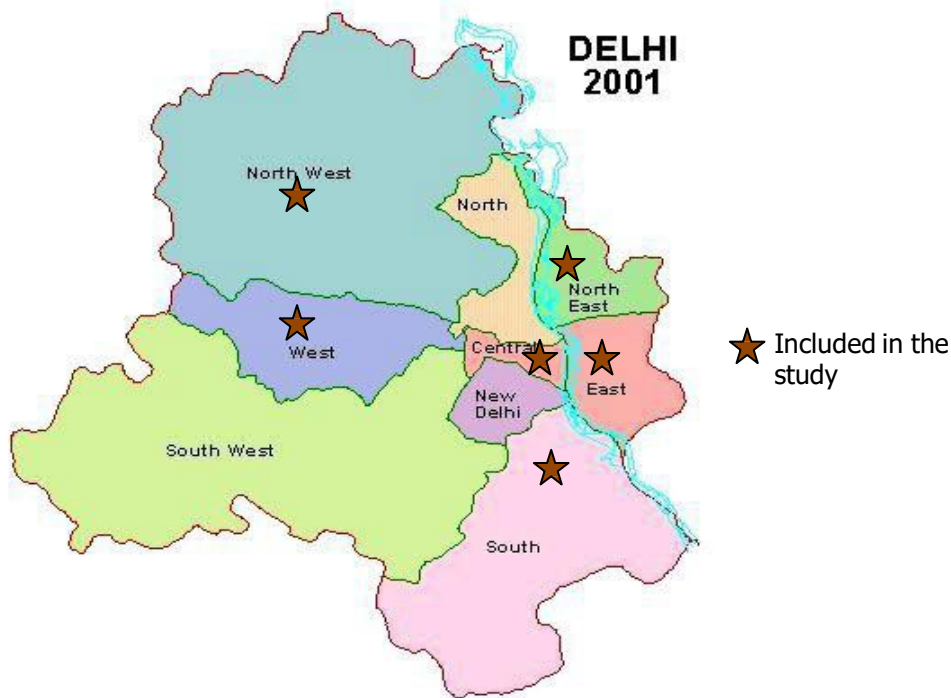 DELHI
2001
North West
North
North
East
West
Central
East
New
Delhi
South West
South
Included in the
study